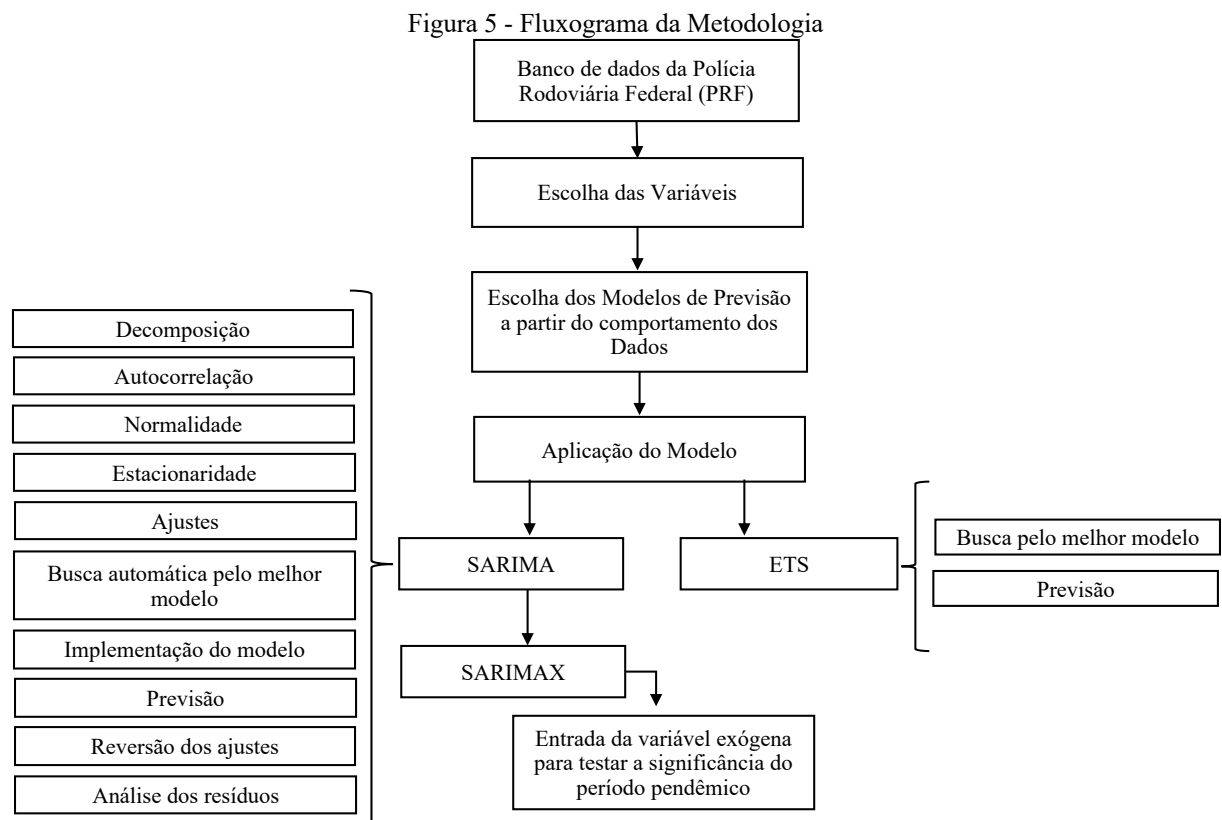 Figura 5 - Fluxograma da Metodologia
Banco de dados da Polícia
Rodoviária Federal (PRF)
Escolha das Variáveis
Escolha dos Modelos de Previsão
a partir do comportamento dos
Dados
Aplicação do Modelo
Decomposição
Autocorrelação
Normalidade
Estacionaridade
Ajustes
Busca automática pelo melhor
modelo
Implementação do modelo
Previsão
Reversão dos ajustes
Análise dos resíduos
SARIMA
ETS
Busca pelo melhor modelo
Previsão
SARIMAX
Entrada da variável exógena
para testar a significância do
período pendêmico